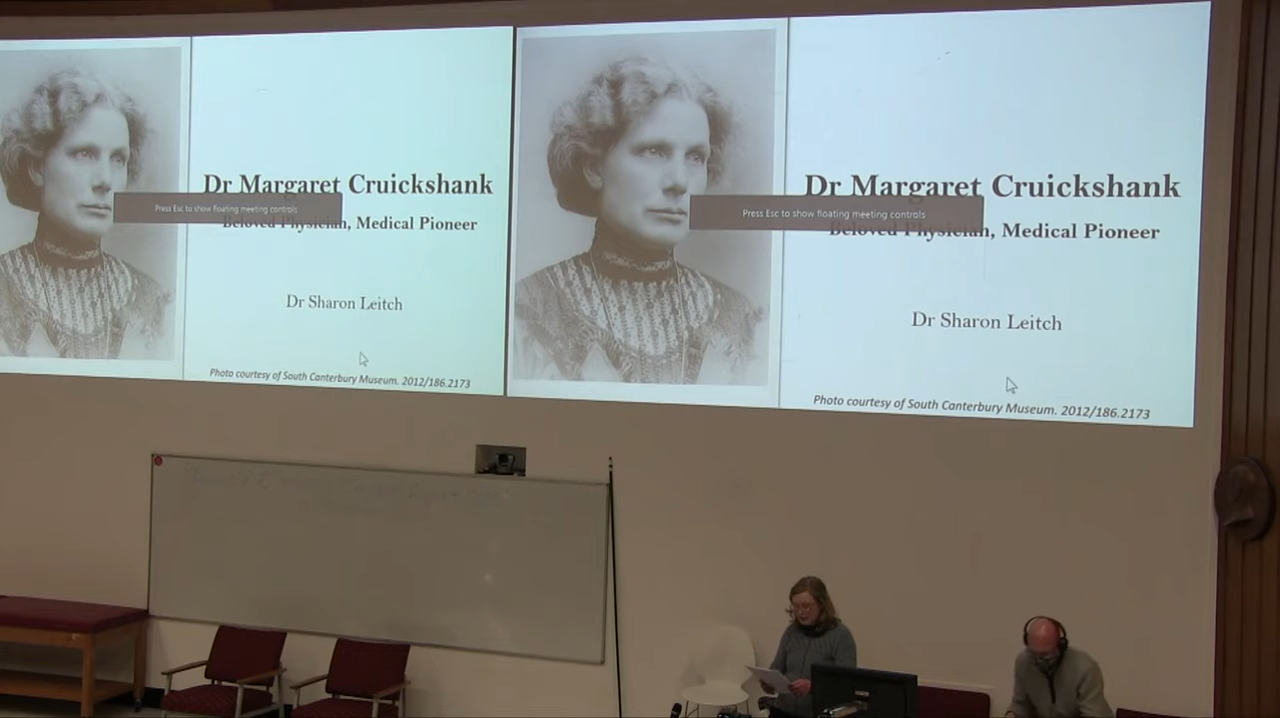 Dr Margaret Cruickshank
Press Esc to show floating meeting controls
Beloved Physician, Medical Pioneer
Dr Sharon Leitch
Photo courtesy of South Canterbury Museum. 2012/186.2173
Dr Margaret Cruickshank
Press Esc to show floating meeting controls
Beloved Physician, Medical Pioneer
Dr Sharon Leitch
Photo courtesy of South Canterbury Museum. 2012/186.2173